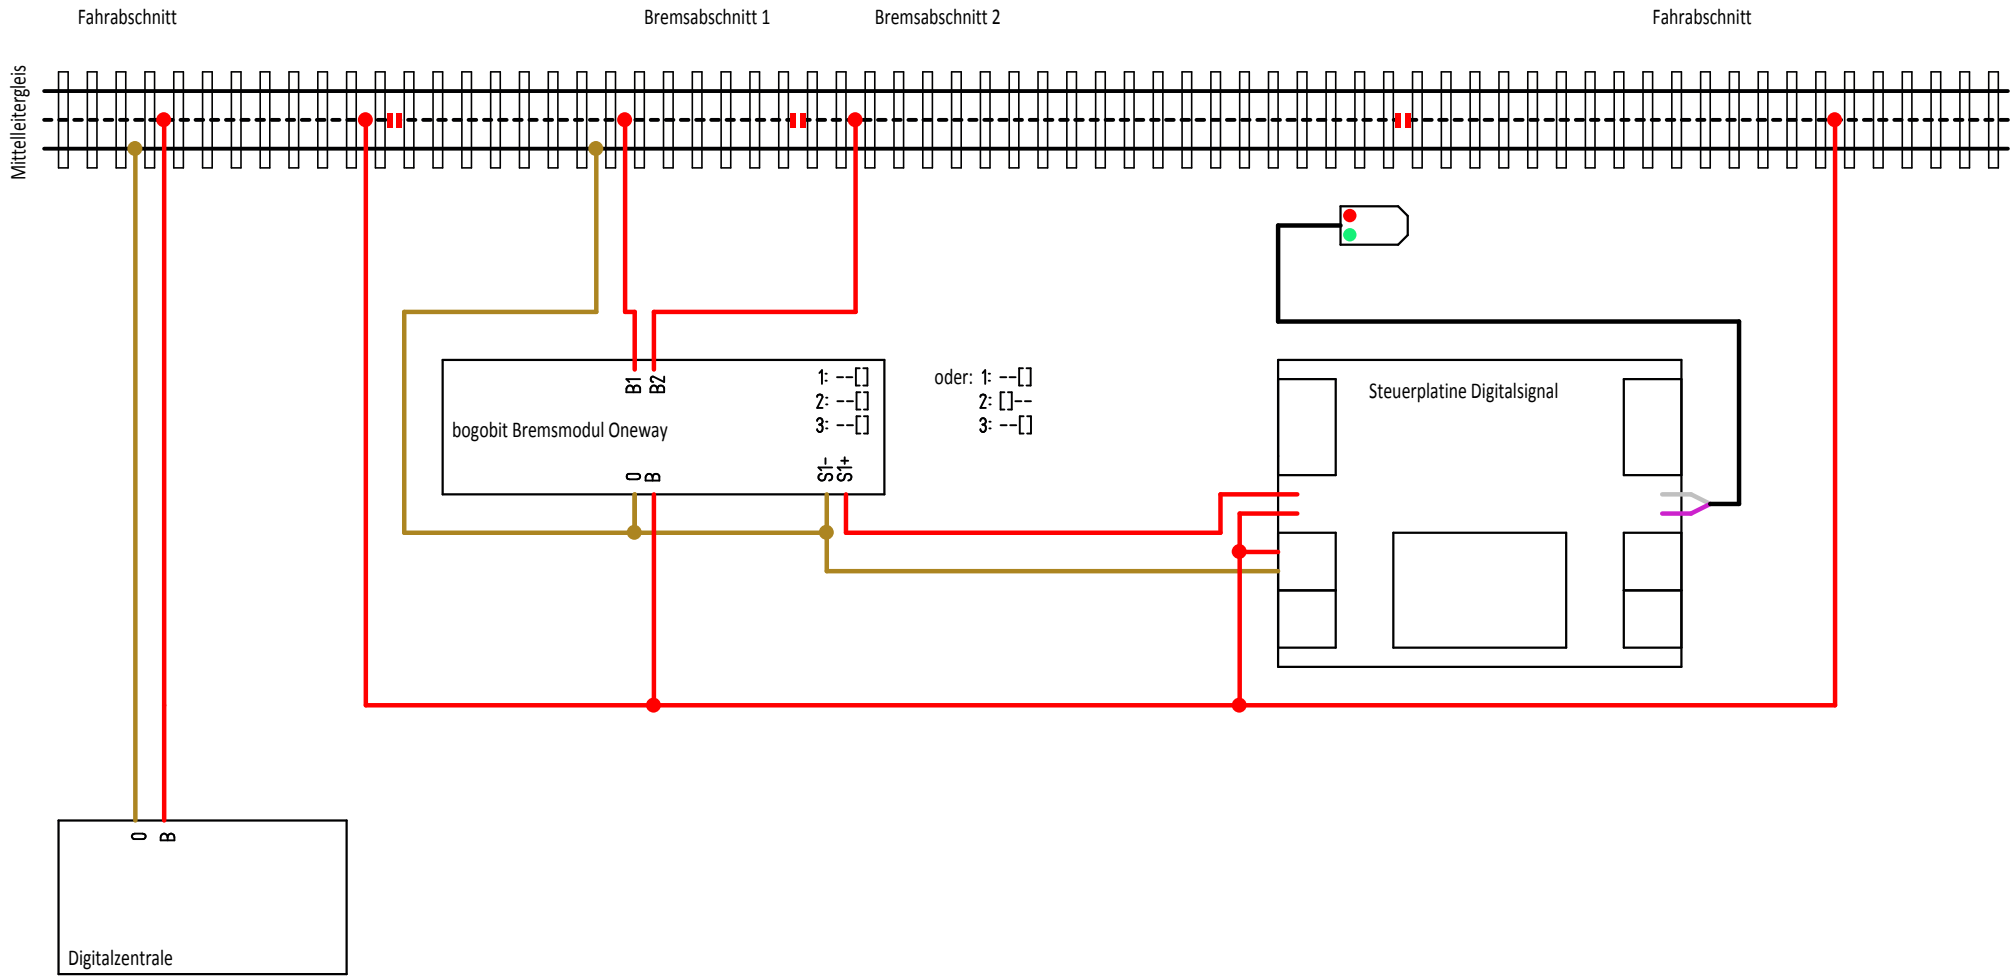 Fahrabschnitt
Bremsabschnitt 1
Bremsabschnitt 2
Fahrabschnitt
Mittelleitergleis
B1
B2
1: --[]
2: --[]
3: --[]
oder: 1: --[]
2: []--
3: --[]
bogobit Bremsmodul Oneway
0
B
S1-
S1+
Steuerplatine Digitalsignal
0
B
Digitalzentrale